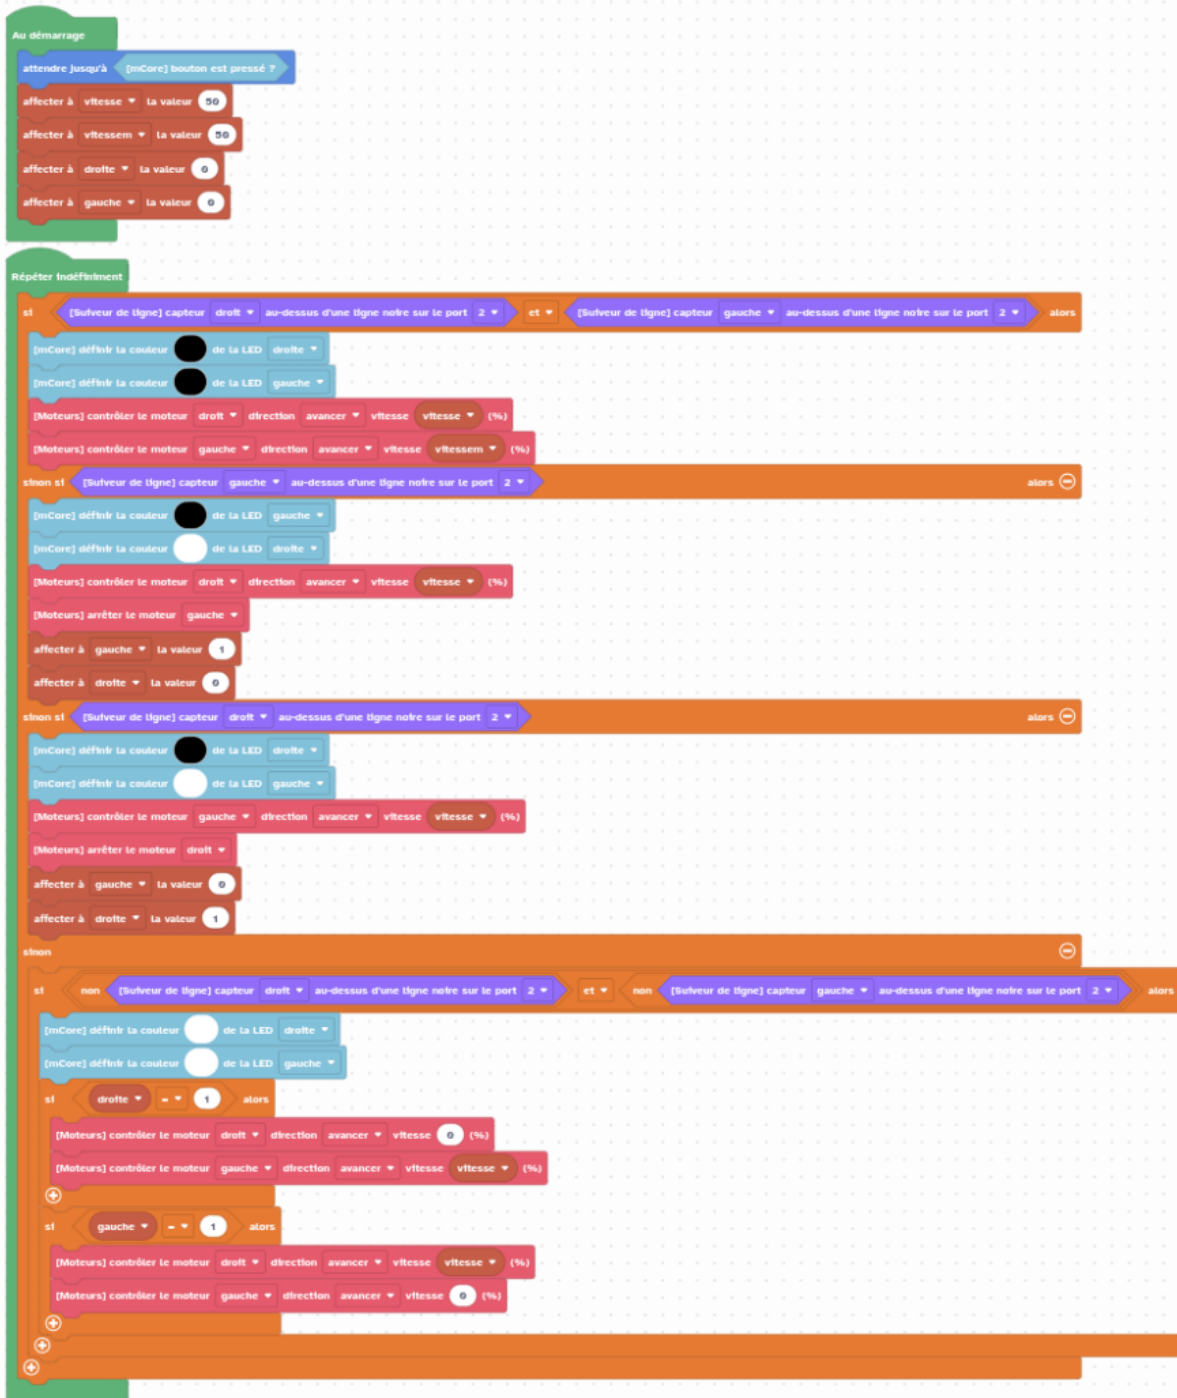 Au démarrage
attendre jusqu'à [mCore] bouton est pressé ?
affecter à vitesse la valeur 50
affecter à vitessem la valeur 50
affecter à droite la valeur 0
affecter à gauche la valeur 0
Répéter indéfiniment
si [Suiveur de ligne] capteur droit au-dessus d'une ligne noire sur le port 2 et [Suiveur de ligne] capteur gauche au-dessus d'une ligne noire sur le port 2 alors
[mCore] définir la couleur de la LED droite
[mCore] définir la couleur de la LED gauche
[Moteurs] contrôler le moteur droit direction avancer vitesse vitesse (%)
[Moteurs] contrôler le moteur gauche direction avancer vitesse vitessem (%)
sinon si [Suiveur de ligne] capteur gauche au-dessus d'une ligne noire sur le port 2 alors
[mCore] définir la couleur de la LED gauche
[mCore] définir la couleur de la LED droite
[Moteurs] contrôler le moteur droit direction avancer vitesse vitesse (%)
[Moteurs] arrêter le moteur gauche
affecter à gauche la valeur 1
affecter à droite la valeur 0
sinon si [Suiveur de ligne] capteur droit au-dessus d'une ligne noire sur le port 2 alors
[mCore] définir la couleur de la LED droite
[mCore] définir la couleur de la LED gauche
[Moteurs] contrôler le moteur gauche direction avancer vitesse vitesse (%)
[Moteurs] arrêter le moteur droit
affecter à gauche la valeur 0
affecter à droite la valeur 1
sinon
si non [Suiveur de ligne] capteur droit au-dessus d'une ligne noire sur le port 2 et non [Suiveur de ligne] capteur gauche au-dessus d'une ligne noire sur le port 2 alors
[mCore] définir la couleur de la LED droite
[mCore] définir la couleur de la LED gauche
si droite = 1 alors
[Moteurs] contrôler le moteur droit direction avancer vitesse 0 (%)
[Moteurs] contrôler le moteur gauche direction avancer vitesse vitesse (%)
si gauche = 1 alors
[Moteurs] contrôler le moteur droit direction avancer vitesse vitesse (%)
[Moteurs] contrôler le moteur gauche direction avancer vitesse 0 (%)